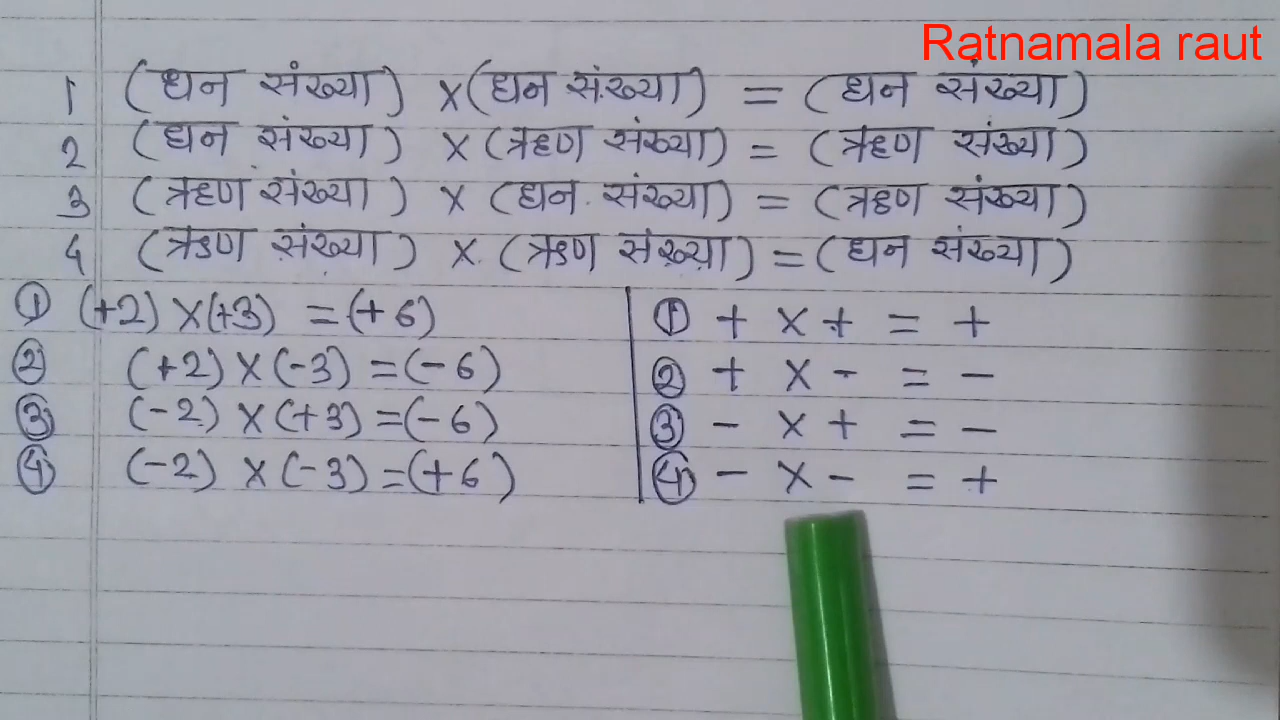 Ratnamala raut
1 (धन संख्या) × (धन संख्या) = (धन संख्या)
2 (धन संख्या) × (ऋण संख्या) = (ऋण संख्या)
3 (ऋण संख्या) × (धन संख्या) = (ऋण संख्या)
4 (ऋण संख्या) × (ऋण संख्या) = (धन संख्या)
① (+2) × (+3) = (+6)
② (+2) × (-3) = (-6)
③ (-2) × (+3) = (-6)
④ (-2) × (-3) = (+6)
① + × + = +
② + × - = -
③ - × + = -
④ - × - = +